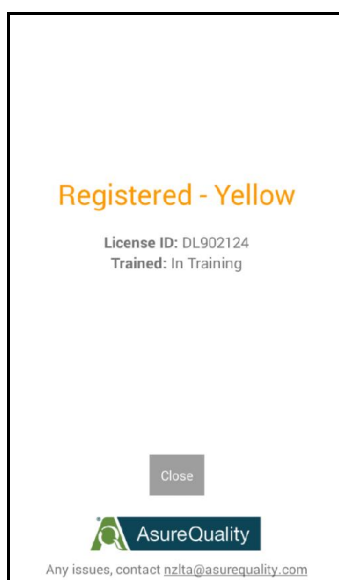 Registered - Yellow
License ID: DL902124
Trained: In Training
Close
AsureQuality
Any issues, contact nzlta@asurequality.com